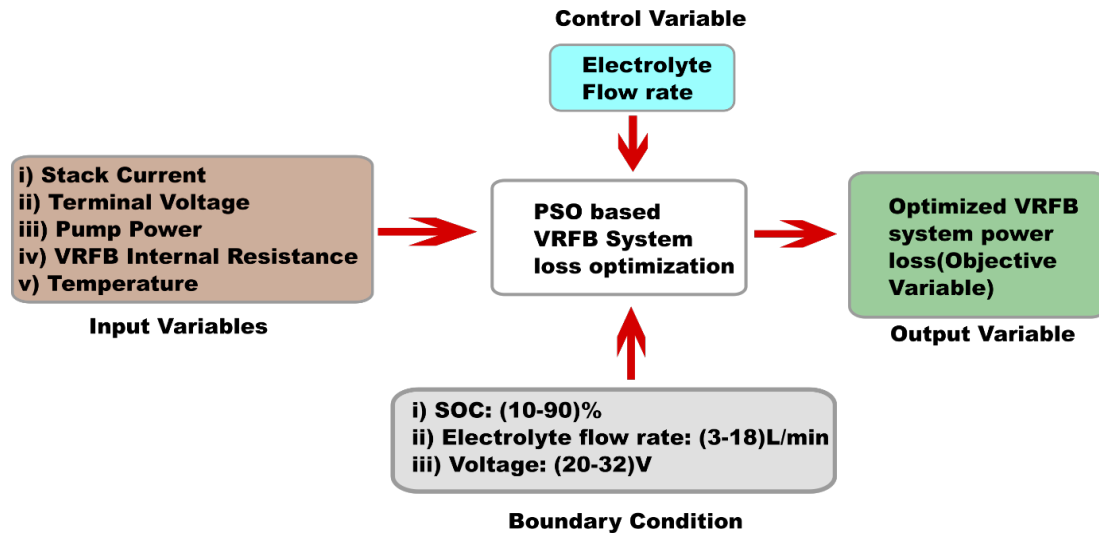 Control Variable
Electrolyte
Flow rate
i) Stack Current
ii) Terminal Voltage
iii) Pump Power
iv) VRFB Internal Resistance
v) Temperature
Input Variables
PSO based
VRFB System
loss optimization
Optimized VRFB
system power
loss(Objective
Variable)
Output Variable
i) SOC: (10-90)%
ii) Electrolyte flow rate: (3-18)L/min
iii) Voltage: (20-32)V
Boundary Condition